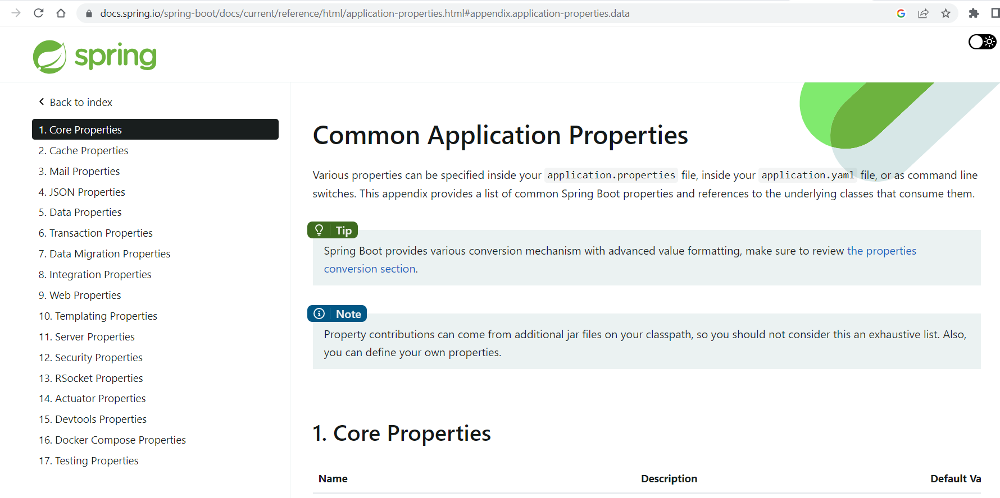 docs.spring.io/spring-boot/docs/current/reference/html/application-properties.html#appendix.application-properties.data
spring
Back to index
1. Core Properties
2. Cache Properties
3. Mail Properties
4. JSON Properties
5. Data Properties
6. Transaction Properties
7. Data Migration Properties
8. Integration Properties
9. Web Properties
10. Templating Properties
11. Server Properties
12. Security Properties
13. RSocket Properties
14. Actuator Properties
15. Devtools Properties
16. Docker Compose Properties
17. Testing Properties
Common Application Properties
Various properties can be specified inside your application.properties file, inside your application.yaml file, or as command line
switches. This appendix provides a list of common Spring Boot properties and references to the underlying classes that consume them.
Tip
Spring Boot provides various conversion mechanism with advanced value formatting, make sure to review the properties
conversion section.
Note
Property contributions can come from additional jar files on your classpath, so you should not consider this an exhaustive list. Also,
you can define your own properties.
1. Core Properties
Name Description Default Va